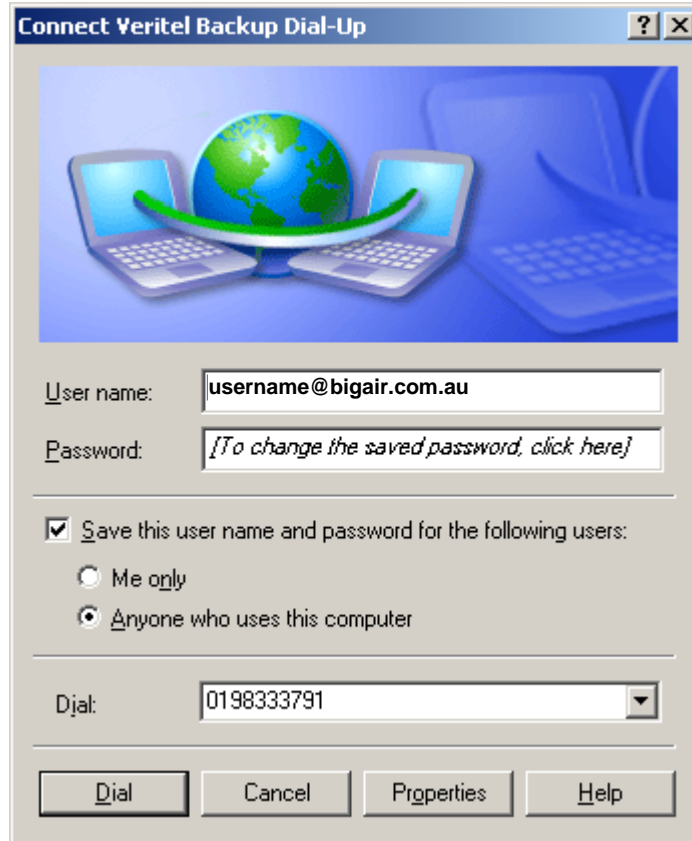 Connect Veritel Backup Dial-Up
User name: username@bigair.com.au
Password: [To change the saved password, click here]
Save this user name and password for the following users:
Me only
Anyone who uses this computer
Dial: 0198333791
Dial Cancel Properties Help